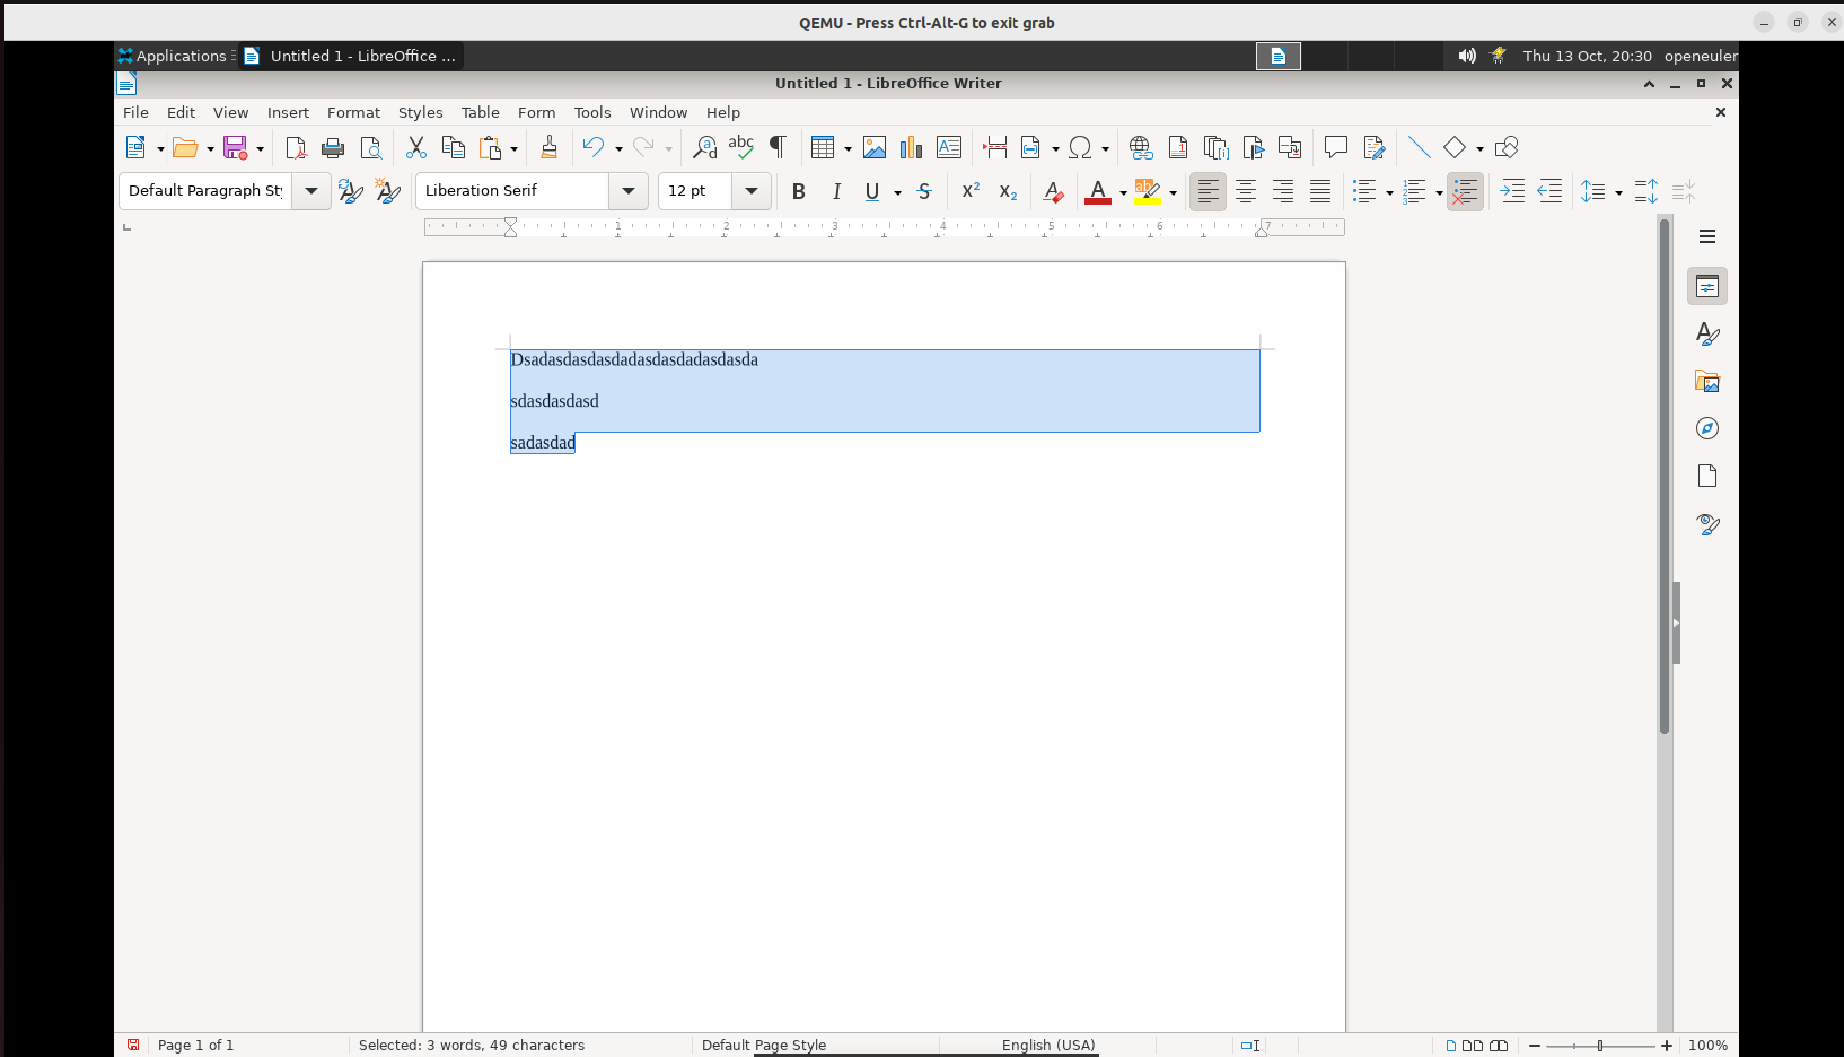 QEMU - Press Ctrl-Alt-G to exit grab
Applications
Untitled 1 - LibreOffice ...
Thu 13 Oct, 20:30 openeuler
Untitled 1 - LibreOffice Writer
File Edit View Insert Format Styles Table Form Tools Window Help
Default Paragraph St
Liberation Serif
12 pt
1 2 3 4 5 6 7
Dsadasdasdasdadasdasdadasdasda
sdasdasdasd
sadasdad
Page 1 of 1
Selected: 3 words, 49 characters
Default Page Style
English (USA)
100%